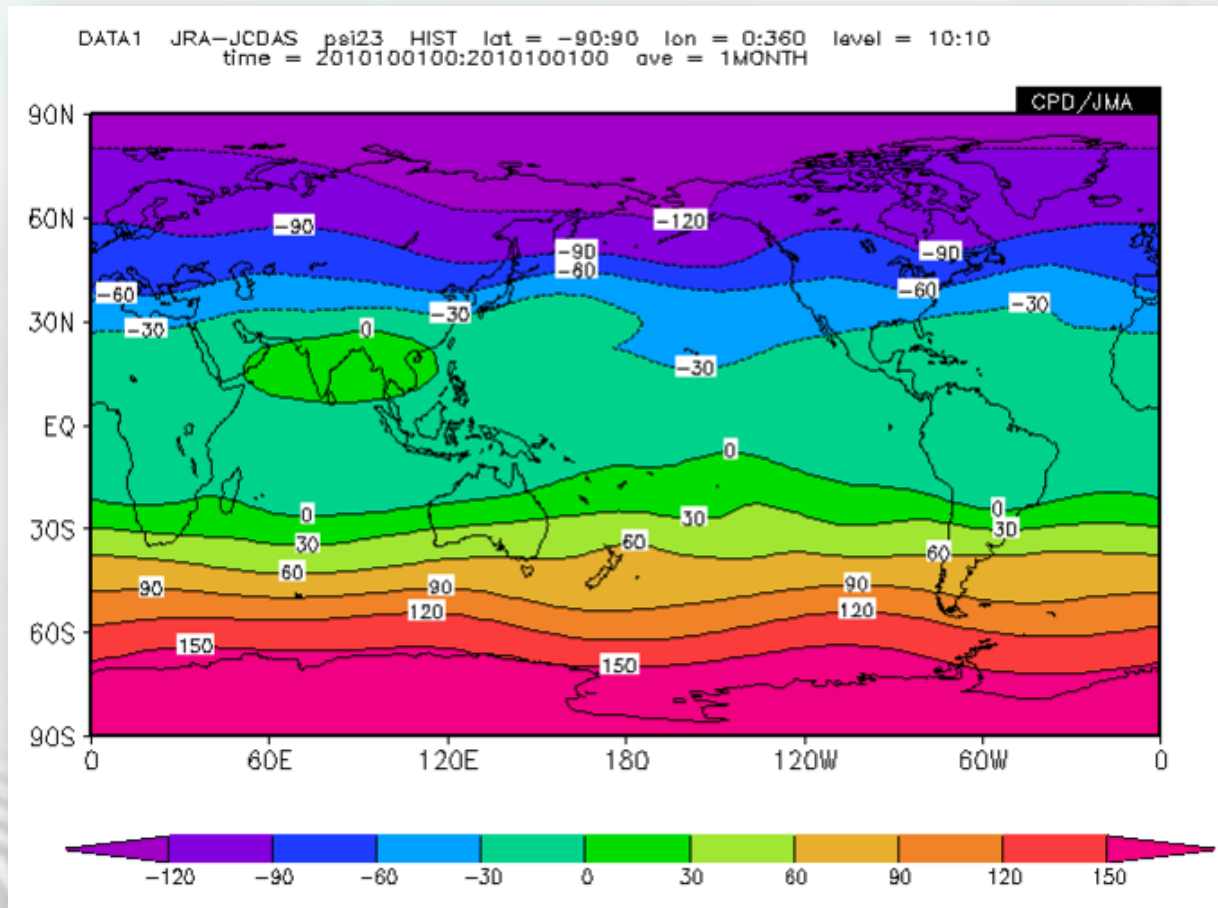 DATA1 JRA-JCDAS psi23 HIST lat = -90:90 lon = 0:360 level = 10:10
time = 2010100100:2010100100 ave = 1MONTH
CPD/JMA
90N
60N
-120
-90
-90
-90
-60
-60
-60
-30
-30
-30
30N
0
-30
EQ
0
0
0
30
30S
30
30
60
60
60
90
90
90
120
120
60S
150
150
90S
0 60E 120E 180 120W 60W 0
-120 -90 -60 -30 0 30 60 90 120 150